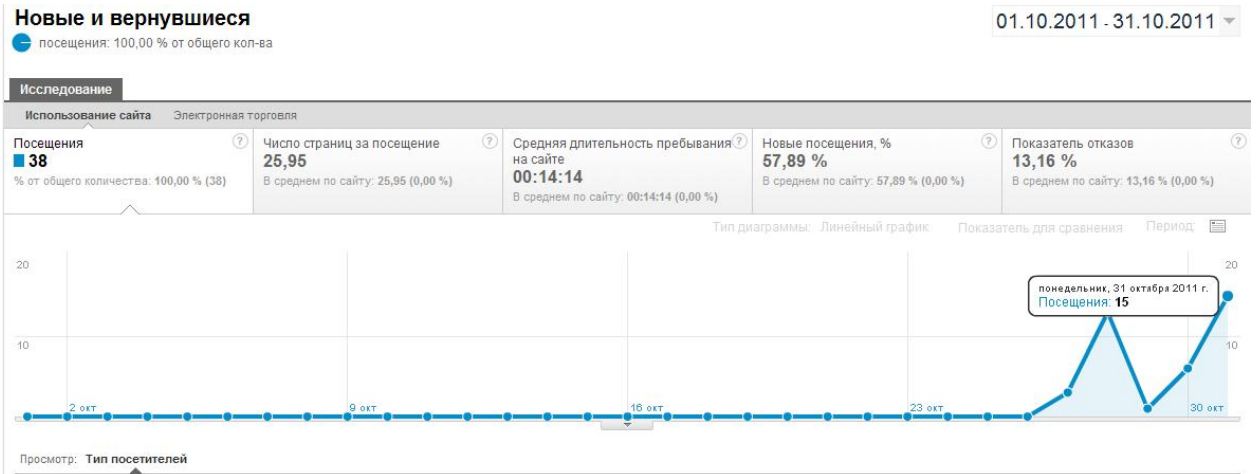 Новые и вернувшиеся
01.10.2011 - 31.10.2011
посещения: 100,00 % от общего кол-ва
Исследование
Использование сайта Электронная торговля
Посещения ?
38
% от общего количества: 100,00 % (38)
Число страниц за посещение ?
25,95
В среднем по сайту: 25,95 (0,00 %)
Средняя длительность пребывания ?
на сайте
00:14:14
В среднем по сайту: 00:14:14 (0,00 %)
Новые посещения, % ?
57,89 %
В среднем по сайту: 57,89 % (0,00 %)
Показатель отказов ?
13,16 %
В среднем по сайту: 13,16 % (0,00 %)
Тип диаграммы: Линейный график Показатель для сравнения Период:
20 20
понедельник, 31 октября 2011 г.
Посещения: 15
10 10
2 окт 9 окт 16 окт 23 окт 30 окт
Просмотр: Тип посетителей